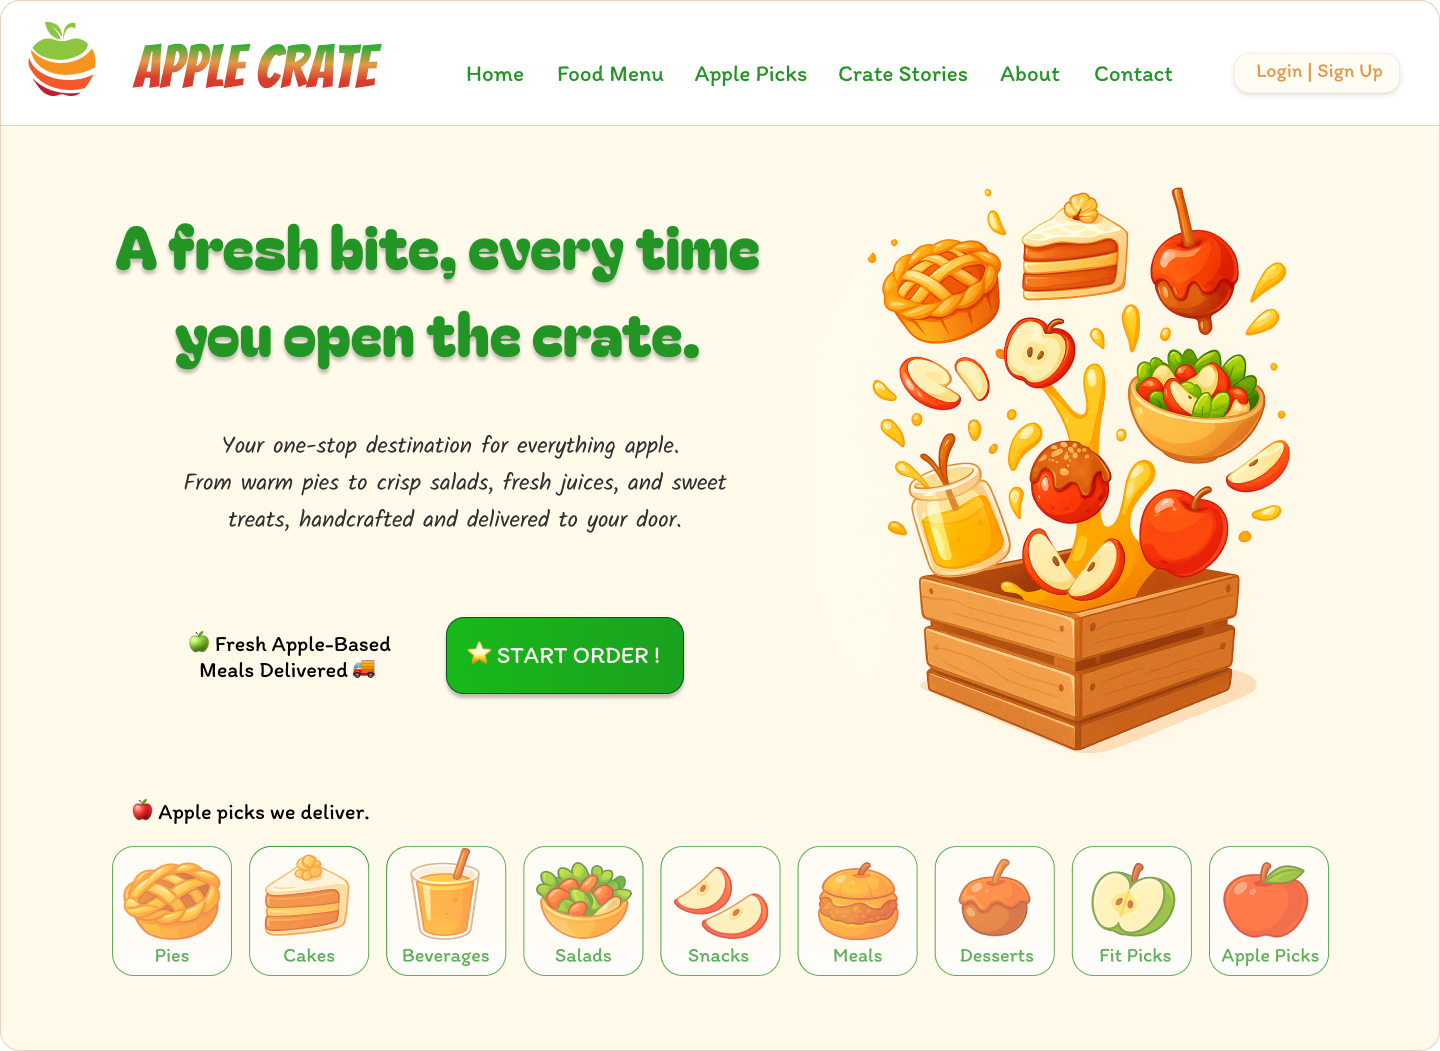 APPLE CRATE
Home Food Menu Apple Picks Crate Stories About Contact
Login | Sign Up
A fresh bite, every time
you open the crate.
Your one-stop destination for everything apple.
From warm pies to crisp salads, fresh juices, and sweet
treats, handcrafted and delivered to your door.
🍏 Fresh Apple-Based
Meals Delivered 🚚
⭐ START ORDER !
🍎 Apple picks we deliver.
Pies Cakes Beverages Salads Snacks Meals Desserts Fit Picks Apple Picks